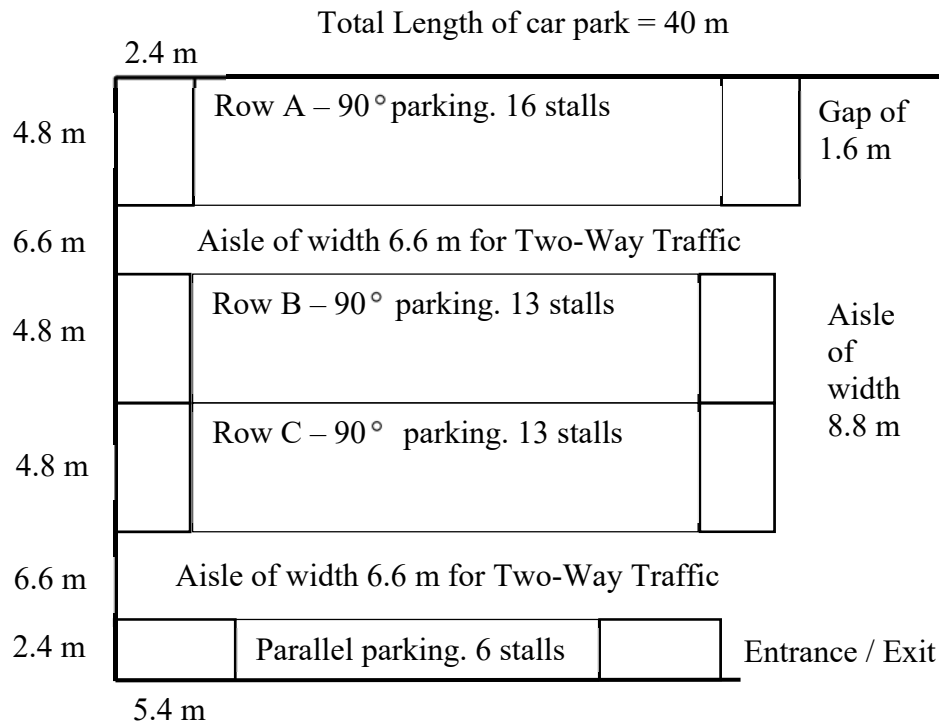 Total Length of car park = 40 m
2.4 m
Row A – 90° parking. 16 stalls
Gap of
1.6 m
4.8 m
6.6 m
Aisle of width 6.6 m for Two-Way Traffic
Row B – 90° parking. 13 stalls
4.8 m
Aisle
of
width
8.8 m
Row C – 90° parking. 13 stalls
4.8 m
6.6 m
Aisle of width 6.6 m for Two-Way Traffic
2.4 m
Parallel parking. 6 stalls
Entrance / Exit
5.4 m